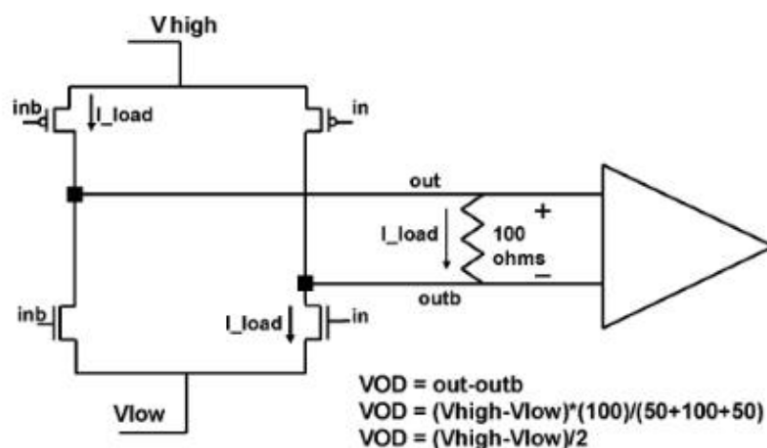 V high
inb
I_load
in
out
I_load
+
100
ohms
−
outb
inb
I_load
in
Vlow
VOD = out-outb
VOD = (Vhigh-Vlow)*(100)/(50+100+50)
VOD = (Vhigh-Vlow)/2